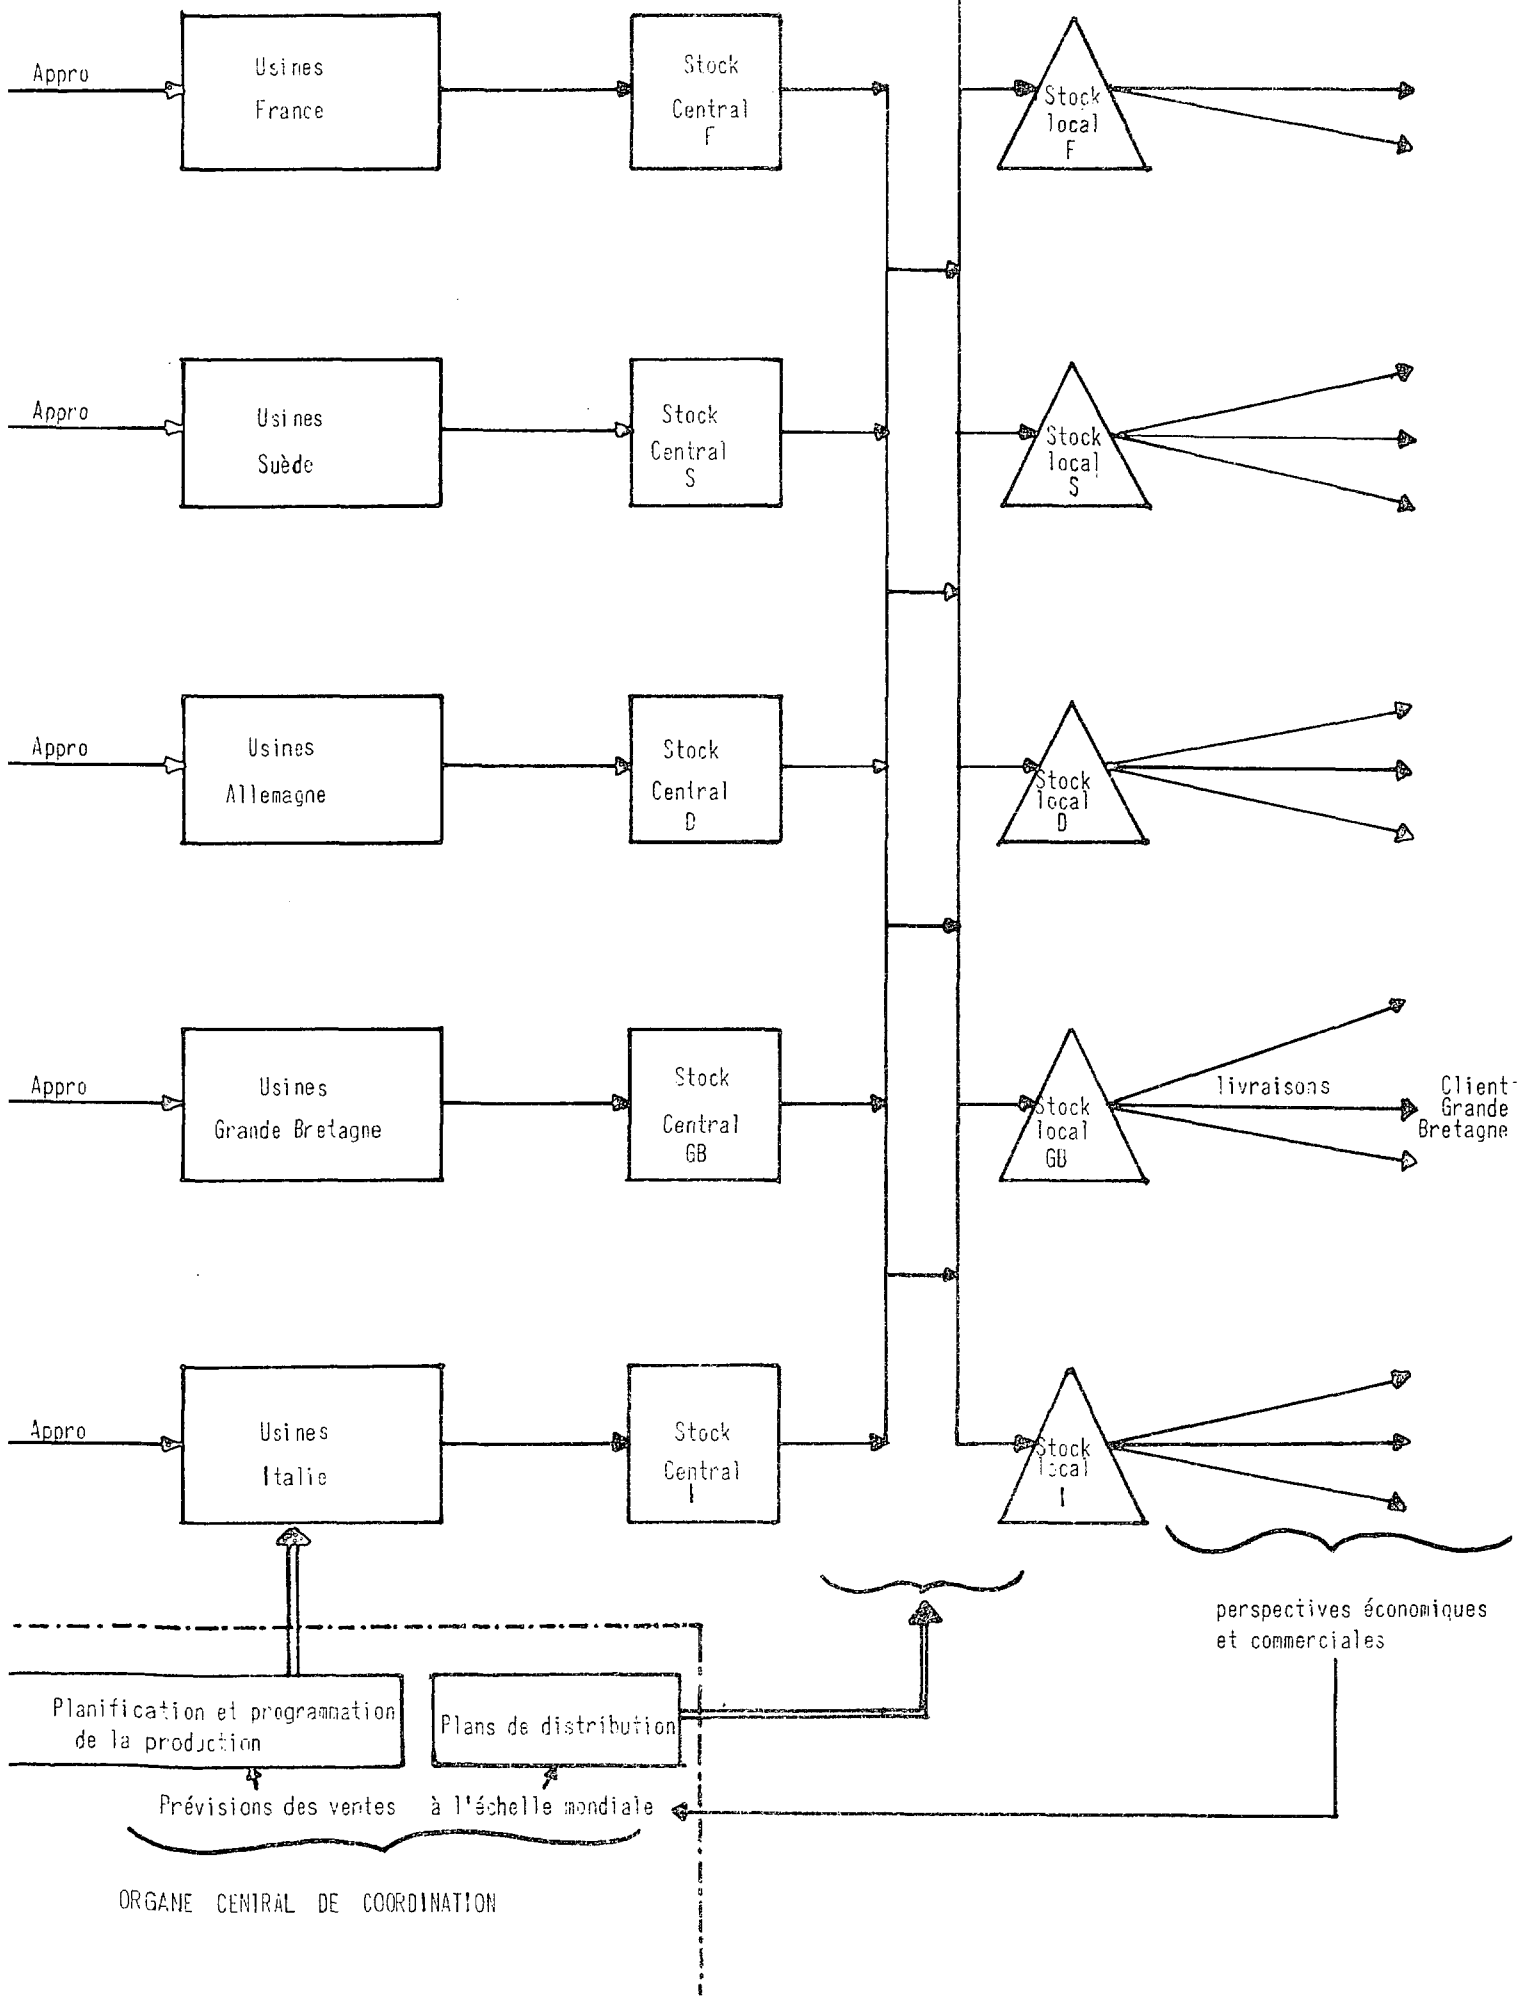 Appro
Usines
France
Stock
Central
F
Stock
local
F
Appro
Usines
Suède
Stock
Central
S
Stock
local
S
Appro
Usines
Allemagne
Stock
Central
D
Stock
local
D
Appro
Usines
Grande Bretagne
Stock
Central
GB
Stock
local
GB
livraisons
Client
Grande
Bretagne
Appro
Usines
Italie
Stock
Central
I
Stock
local
I
perspectives économiques
et commerciales
Planification et programmation
de la production
Plans de distribution
Prévisions des ventes à l'échelle mondiale
ORGANE CENTRAL DE COORDINATION